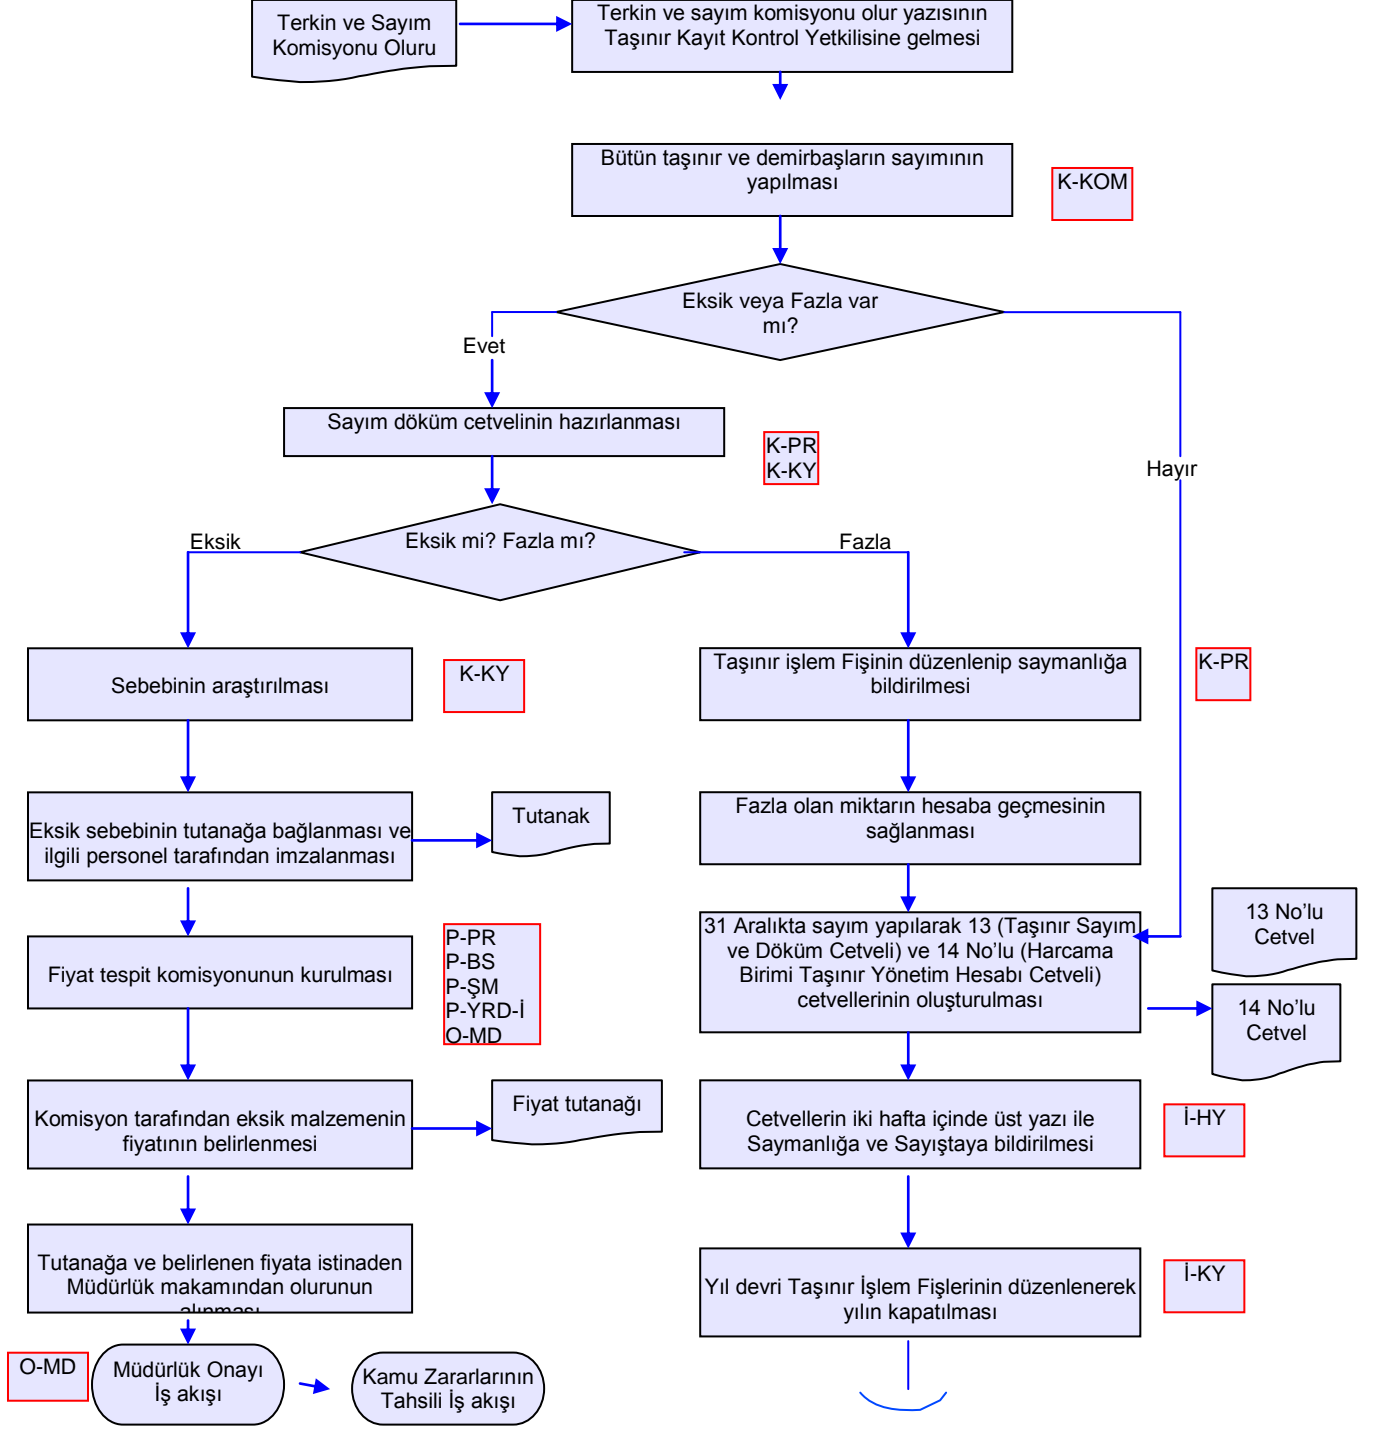 Terkin ve Sayım
Komisyonu Oluru
Terkin ve sayım komisyonu olur yazısının
Taşınır Kayıt Kontrol Yetkilisine gelmesi
Bütün taşınır ve demirbaşların sayımının
yapılması
K-KOM
Eksik veya Fazla var
mı?
Evet
Sayım döküm cetvelinin hazırlanması
K-PR
K-KY
Hayır
Eksik
Eksik mi? Fazla mı?
Fazla
Sebebinin araştırılması
K-KY
Taşınır işlem Fişinin düzenlenip saymanlığa
bildirilmesi
K-PR
Eksik sebebinin tutanağa bağlanması ve
ilgili personel tarafından imzalanması
Tutanak
Fazla olan miktarın hesaba geçmesinin
sağlanması
Fiyat tespit komisyonunun kurulması
P-PR
P-BS
P-ŞM
P-YRD-İ
O-MD
31 Aralıkta sayım yapılarak 13 (Taşınır Sayım
ve Döküm Cetveli) ve 14 No’lu (Harcama
Birimi Taşınır Yönetim Hesabı Cetveli)
cetvellerinin oluşturulması
13 No’lu
Cetvel
14 No’lu
Cetvel
Komisyon tarafından eksik malzemenin
fiyatının belirlenmesi
Fiyat tutanağı
Cetvellerin iki hafta içinde üst yazı ile
Saymanlığa ve Sayıştaya bildirilmesi
İ-HY
Tutanağa ve belirlenen fiyata istinaden
Müdürlük makamından olurunun
alınması
Yıl devri Taşınır İşlem Fişlerinin düzenlenerek
yılın kapatılması
İ-KY
O-MD
Müdürlük Onayı
İş akışı
Kamu Zararlarının
Tahsili İş akışı